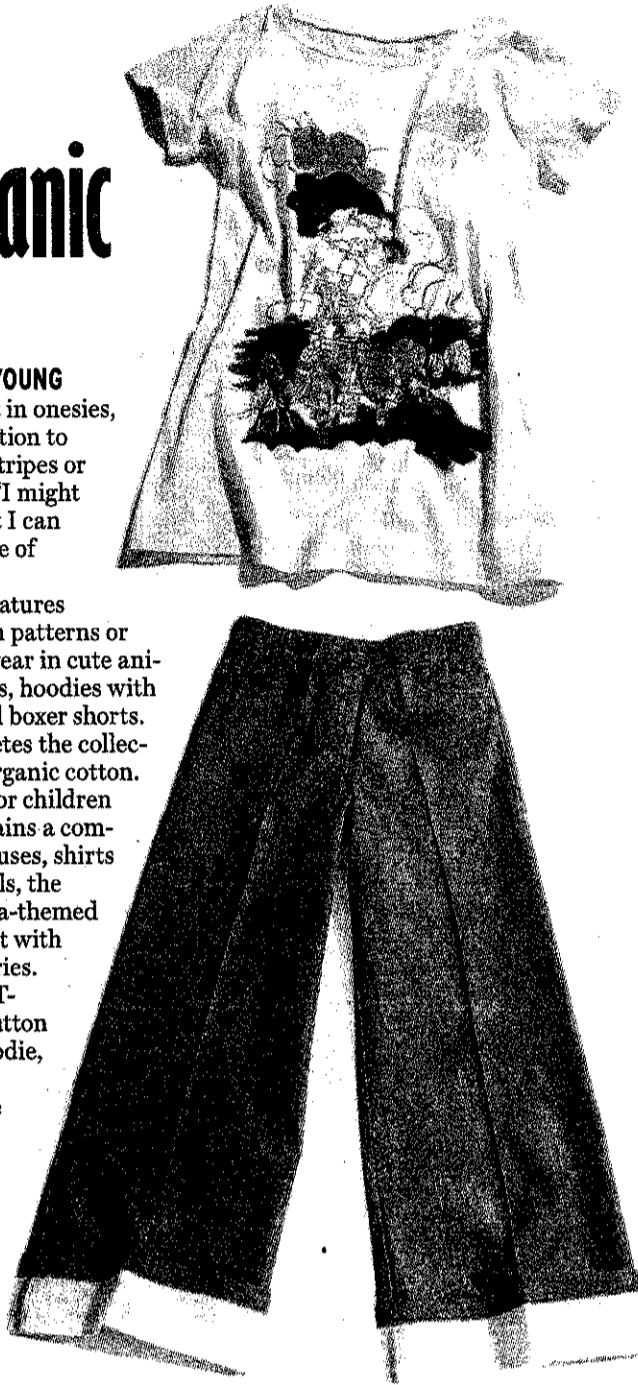 anic
YOUNG
in onesies,
tion to
tripes or
"I might
t I can
e of
atures
n patterns or
ear in cute ani-
s, hoodies with
l boxer shorts.
etes the collec-
rganic cotton.
or children
ains a com-
uses, shirts
ls, the
a-themed
t with
ries.
T-
tton
odie,